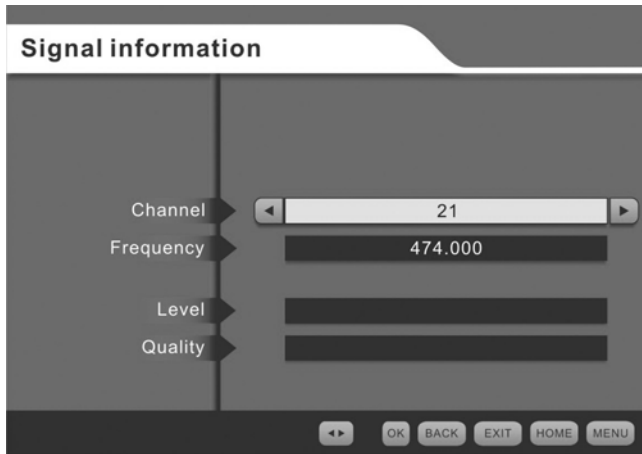 Signal information
Channel 21
Frequency 474.000
Level
Quality
OK BACK EXIT HOME MENU